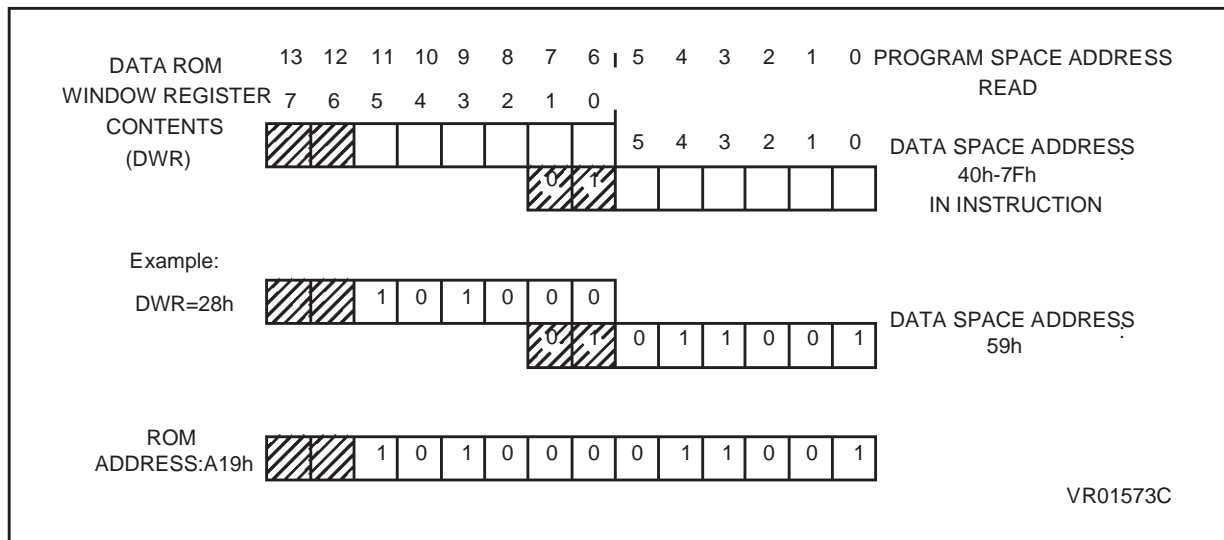 13 12 11 10 9 8 7 6 5 4 3 2 1 0 PROGRAM SPACE ADDRESS
READ
DATA ROM
WINDOW REGISTER 7 6 5 4 3 2 1 0
CONTENTS
(DWR)
5 4 3 2 1 0 DATA SPACE ADDRESS:
0 1 40h-7Fh
IN INSTRUCTION
Example:
DWR=28h 1 0 1 0 0 0
0 1 0 1 1 0 0 1 DATA SPACE ADDRESS:
59h
ROM
ADDRESS:A19h 1 0 1 0 0 0 0 1 1 0 0 1
VR01573C